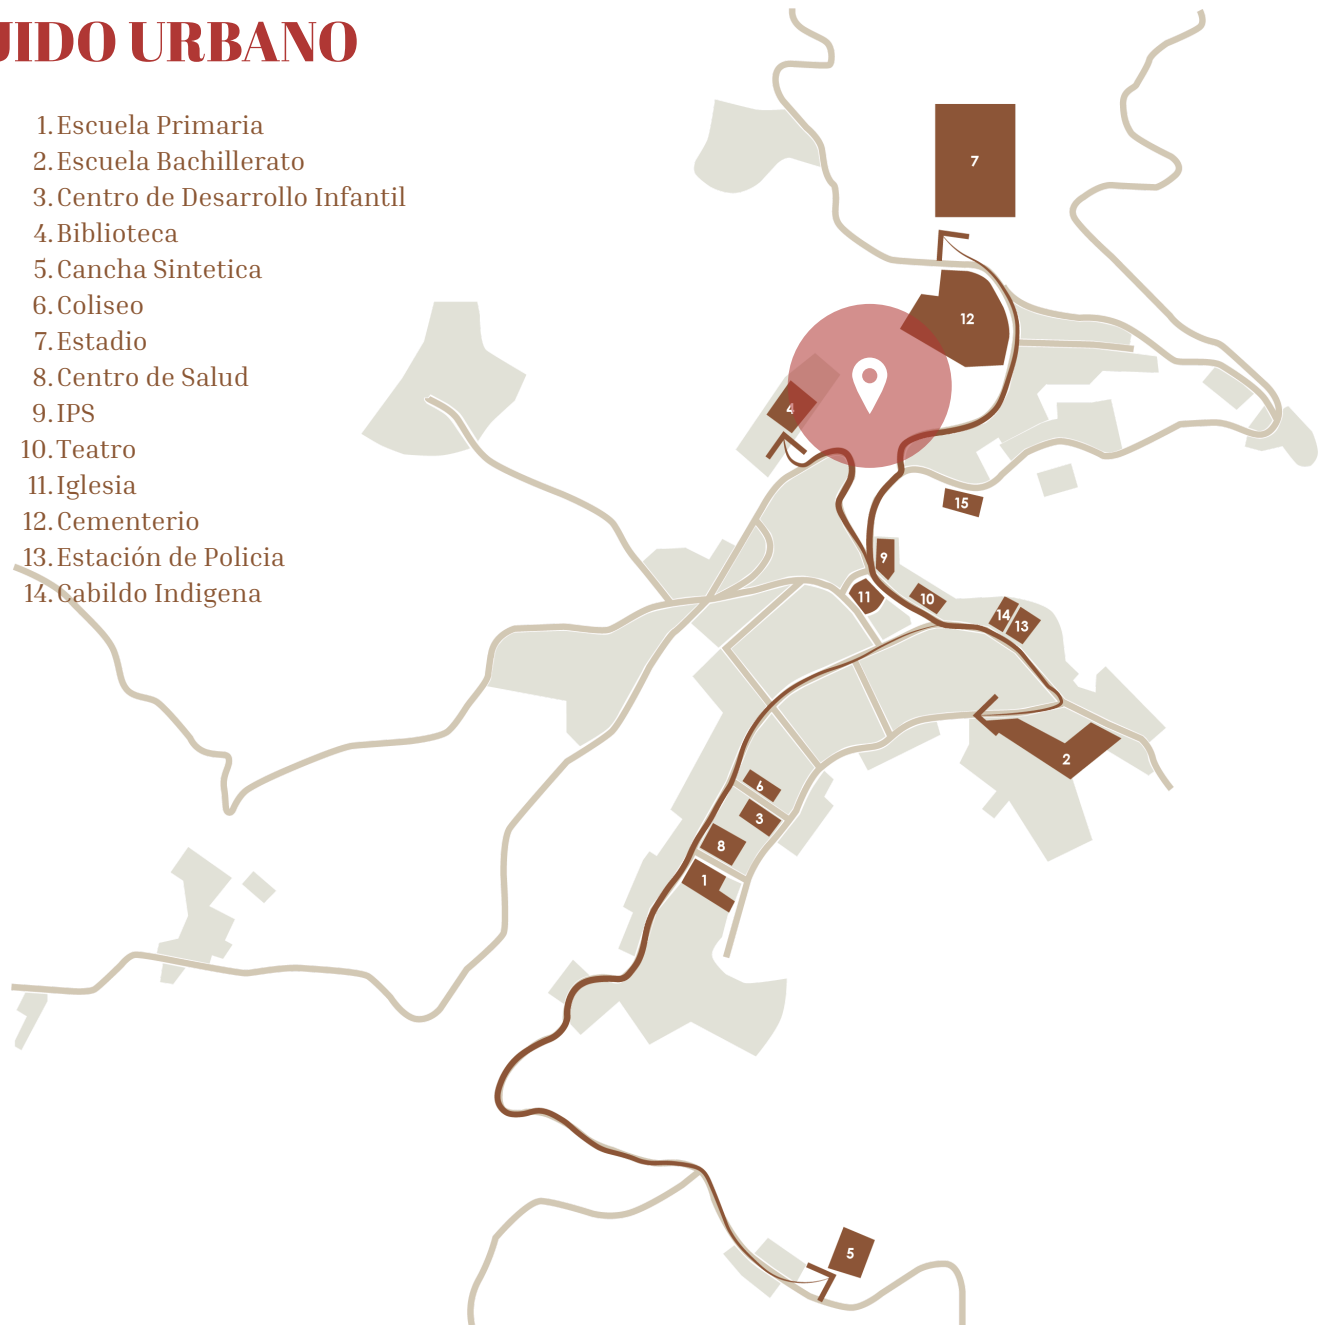 JIDO URBANO
1. Escuela Primaria
2. Escuela Bachillerato
3. Centro de Desarrollo Infantil
4. Biblioteca
5. Cancha Sintetica
6. Coliseo
7. Estadio
8. Centro de Salud
9. IPS
10. Teatro
11. Iglesia
12. Cementerio
13. Estación de Policia
14. Cabildo Indigena
7
12
4
15
9
11
10
14
13
2
6
3
8
1
5